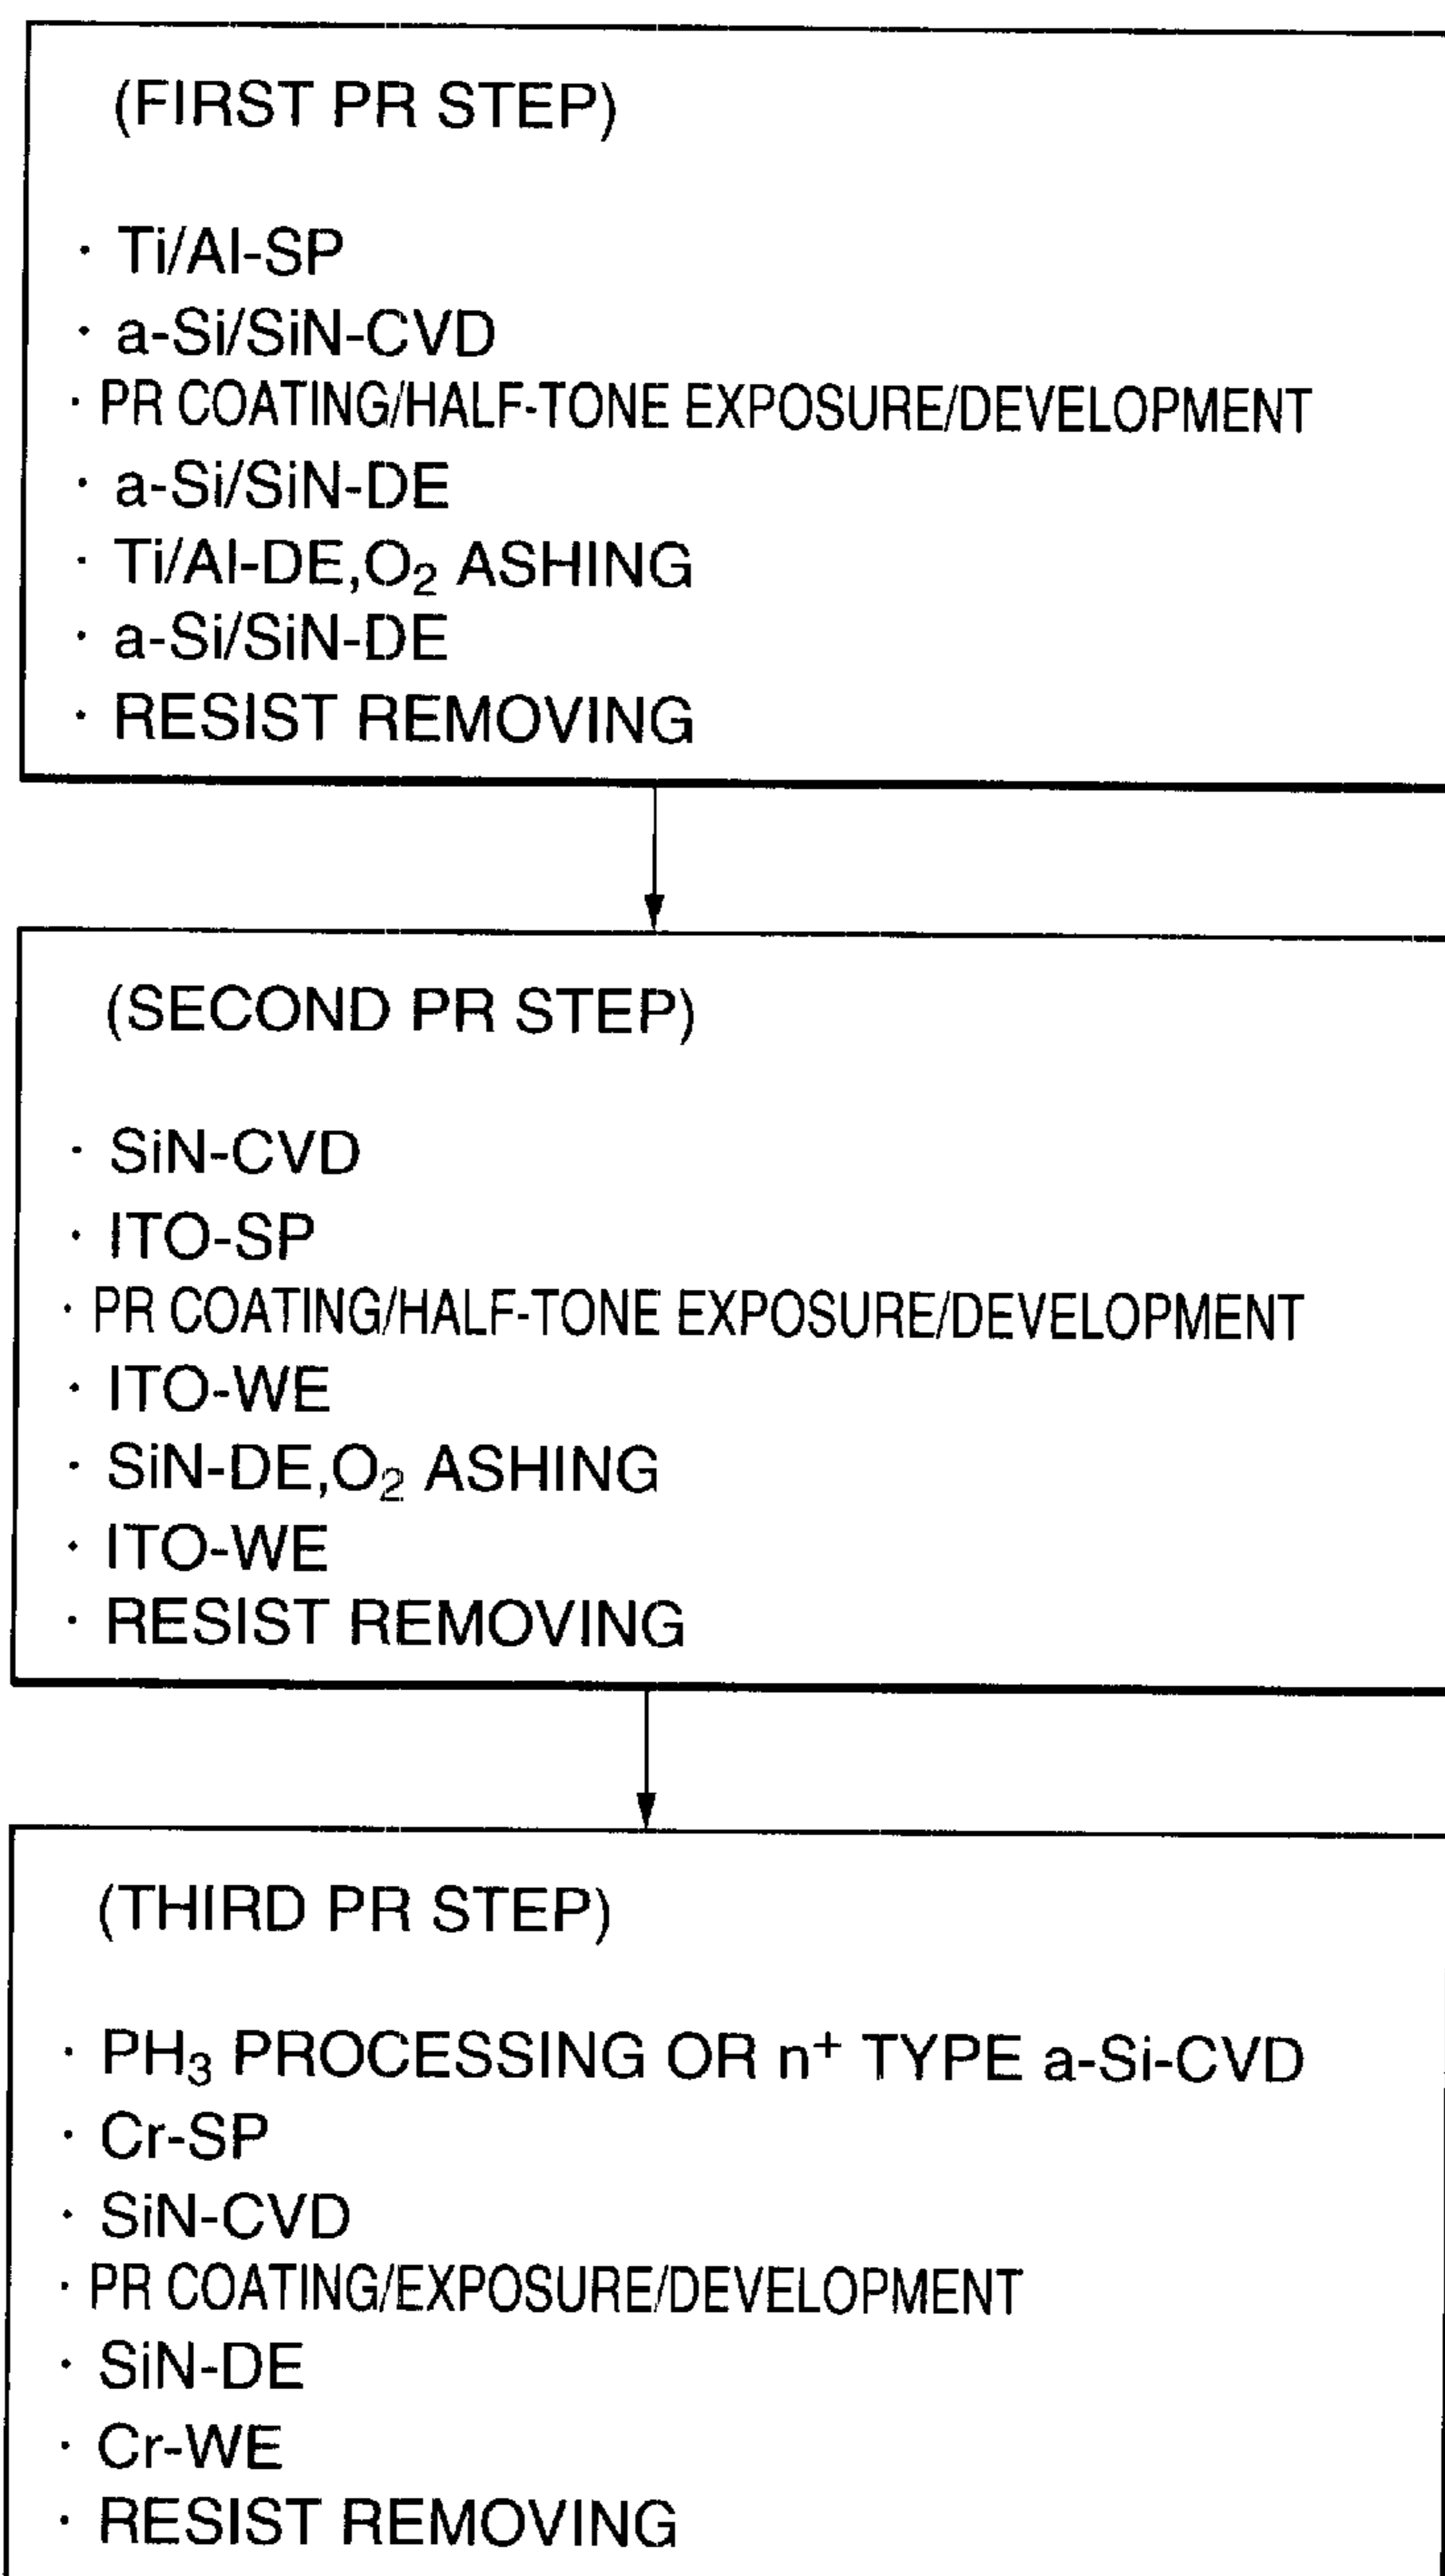 (FIRST PR STEP)
· Ti/Al-SP
· a-Si/SiN-CVD
· PR COATING/HALF-TONE EXPOSURE/DEVELOPMENT
· a-Si/SiN-DE
· Ti/Al-DE,O₂ ASHING
· a-Si/SiN-DE
· RESIST REMOVING
(SECOND PR STEP)
· SiN-CVD
· ITO-SP
· PR COATING/HALF-TONE EXPOSURE/DEVELOPMENT
· ITO-WE
· SiN-DE,O₂ ASHING
· ITO-WE
· RESIST REMOVING
(THIRD PR STEP)
· PH₃ PROCESSING OR n⁺ TYPE a-Si-CVD
· Cr-SP
· SiN-CVD
· PR COATING/EXPOSURE/DEVELOPMENT
· SiN-DE
· Cr-WE
· RESIST REMOVING